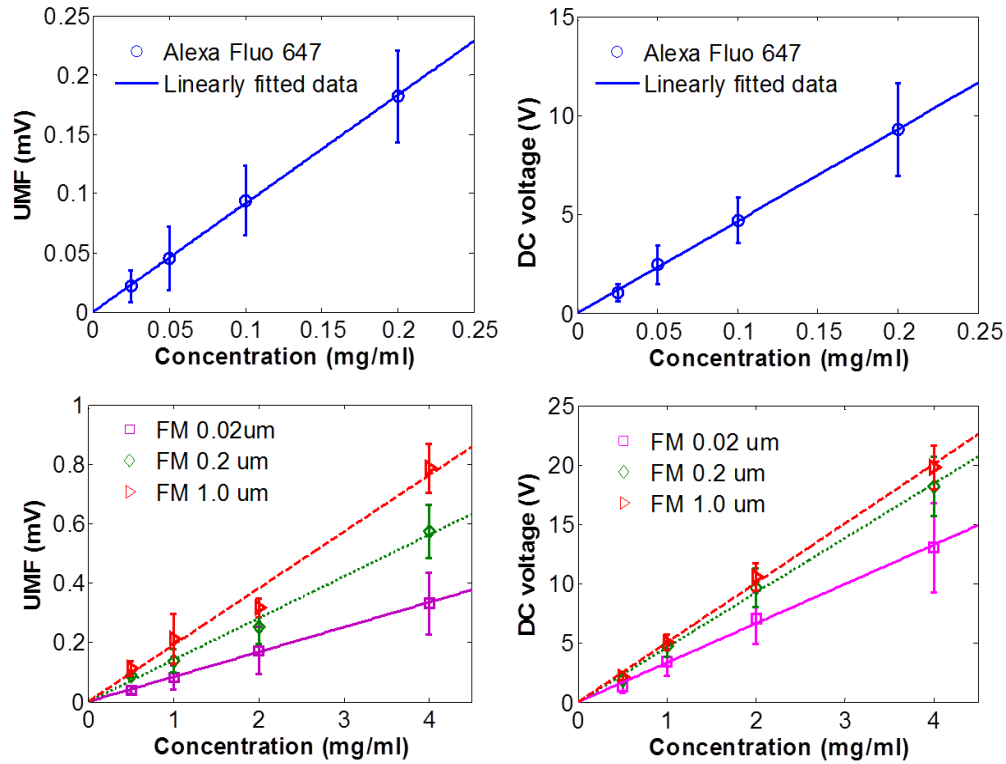 0.25
0.2
0.15
0.1
0.05
0
UMF (mV)
Alexa Fluo 647
Linearly fitted data
0 0.05 0.1 0.15 0.2 0.25
Concentration (mg/ml)
15
10
5
0
DC voltage (V)
Alexa Fluo 647
Linearly fitted data
0 0.05 0.1 0.15 0.2 0.25
Concentration (mg/ml)
1
0.8
0.6
0.4
0.2
0
UMF (mV)
FM 0.02um
FM 0.2 um
FM 1.0 um
0 1 2 3 4
Concentration (mg/ml)
25
20
15
10
5
0
DC voltage (V)
FM 0.02 um
FM 0.2 um
FM 1.0 um
0 1 2 3 4
Concentration (mg/ml)